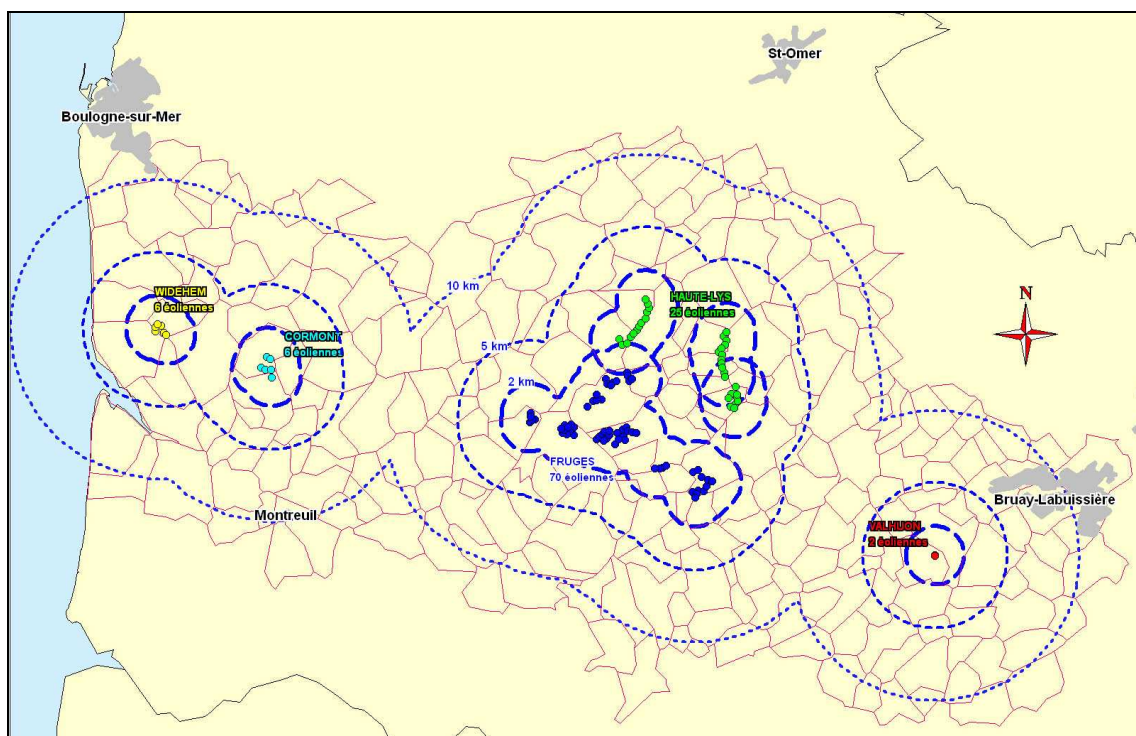 St-Omer
Boulogne-sur-Mer
10 km
WIDEHEM
6 éoliennes
HAUTE-LYS
25 éoliennes
N
CORMONT
6 éoliennes
5 km
2 km
FRUGES
70 éoliennes
Bruay-Labuissière
Montreuil
VALHUON
2 éoliennes